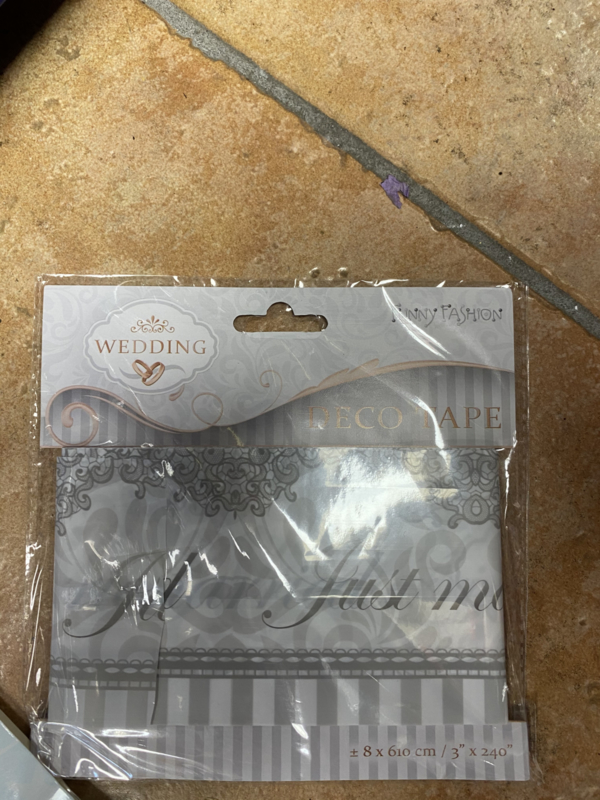 WEDDING
FUNNY FASHION
DECO TAPE
Just
± 8 x 610 cm / 3" x 240"